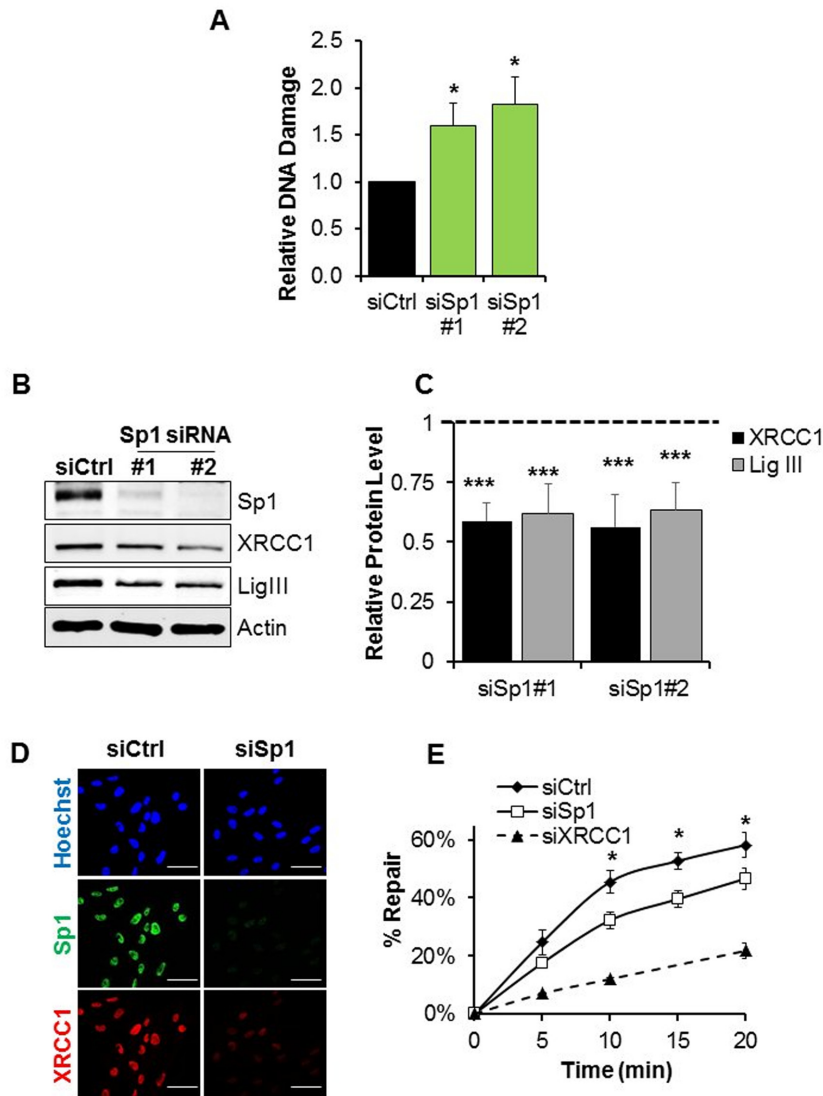 A
Relative DNA Damage
2.5
2.0
1.5
1.0
0.5
0.0
* *
siCtrl siSp1 siSp1
#1 #2
B
Sp1 siRNA
siCtrl #1 #2
Sp1
XRCC1
LigIII
Actin
C
Relative Protein Level
1
0.75
0.5
0.25
0
*** *** *** ***
XRCC1
Lig III
siSp1#1 siSp1#2
D
siCtrl siSp1
Hoechst
Sp1
XRCC1
E
siCtrl
siSp1
siXRCC1
% Repair
60%
40%
20%
0%
* * *
0 5 10 15 20
Time (min)